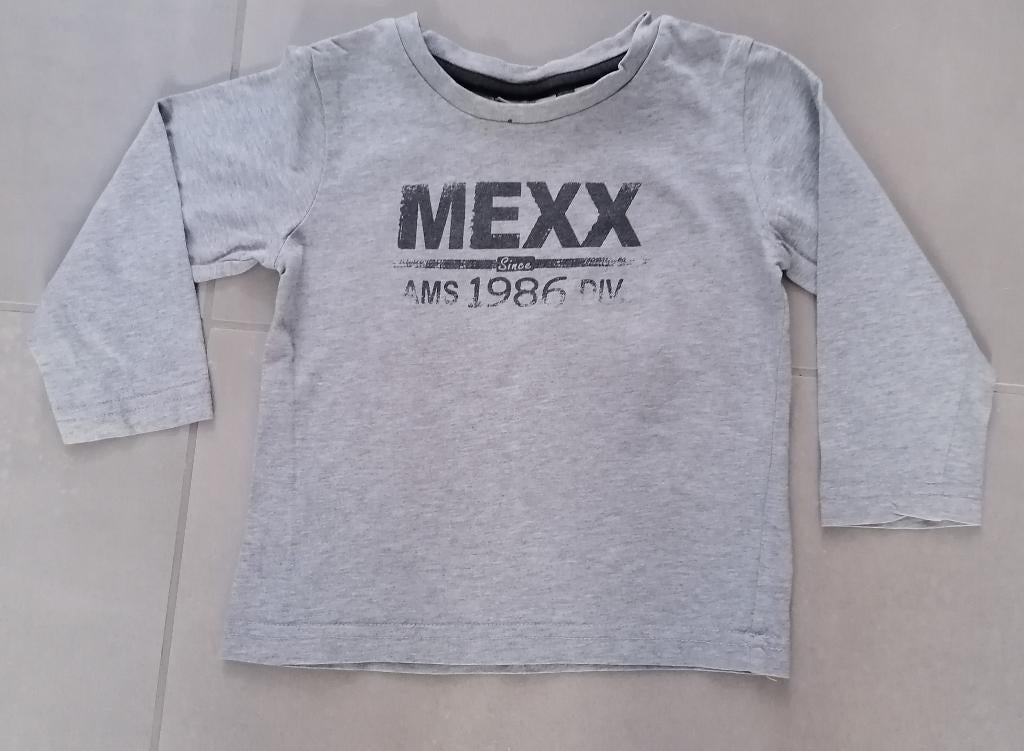 MEXX
Since
AMS 1986 DIV.